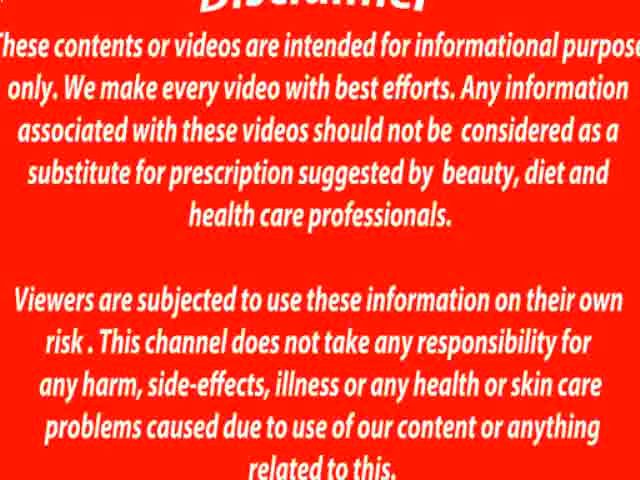 Disclaimer
These contents or videos are intended for informational purpose
only. We make every video with best efforts. Any information
associated with these videos should not be considered as a
substitute for prescription suggested by beauty, diet and
health care professionals.
Viewers are subjected to use these information on their own
risk . This channel does not take any responsibility for
any harm, side-effects, illness or any health or skin care
problems caused due to use of our content or anything
related to this.